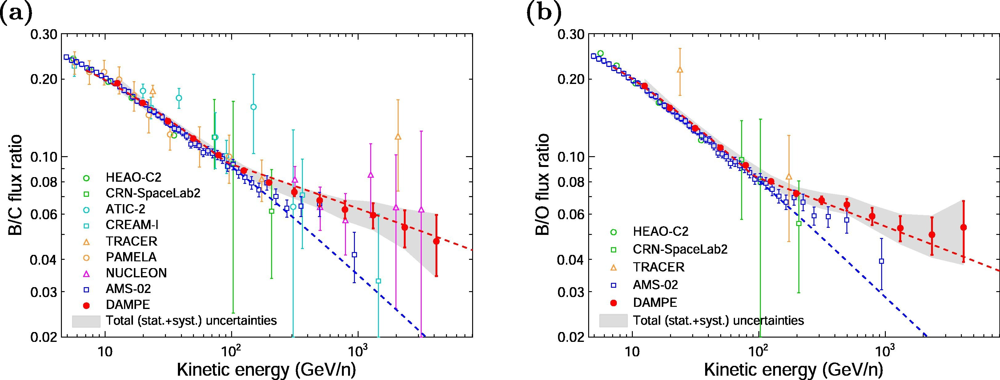 (a)
0.30
0.20
0.10
0.08
0.06
0.04
0.03
0.02
B/C flux ratio
HEAO-C2
CRN-SpaceLab2
ATIC-2
CREAM-I
TRACER
PAMELA
NUCLEON
AMS-02
DAMPE
Total (stat.+syst.) uncertainties
10 10² 10³
Kinetic energy (GeV/n)
(b)
0.30
0.20
0.10
0.08
0.06
0.04
0.03
0.02
B/O flux ratio
HEAO-C2
CRN-SpaceLab2
TRACER
AMS-02
DAMPE
Total (stat.+syst.) uncertainties
10 10² 10³
Kinetic energy (GeV/n)